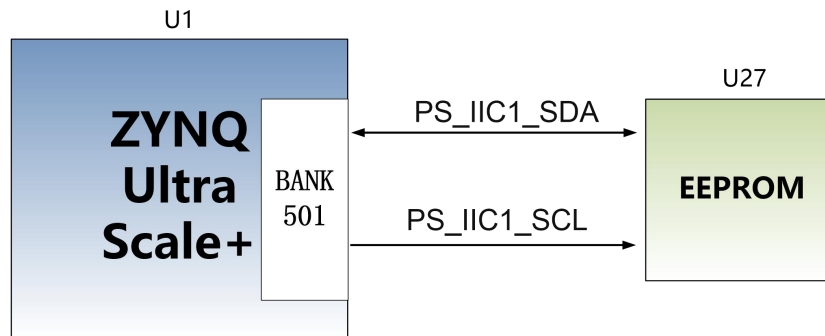 U1
U27
ZYNQ
Ultra
Scale+
BANK
501
PS_IIC1_SDA
PS_IIC1_SCL
EEPROM